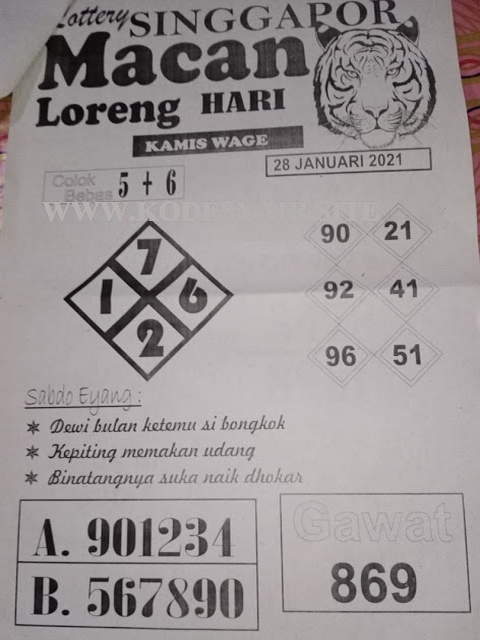 Lottery SINGGAPOR
Macan
Loreng HARI
KAMIS WAGE
28 JANUARI 2021
Colok Bebas 5 + 6
7
1 6
2
90 21
92 41
96 51
Sabdo Eyang :
Dewi bulan ketemu si bongkok
Kepiting memakan udang
Binatangnya suka naik dhokar
A. 901234
B. 567890
Gawat
869